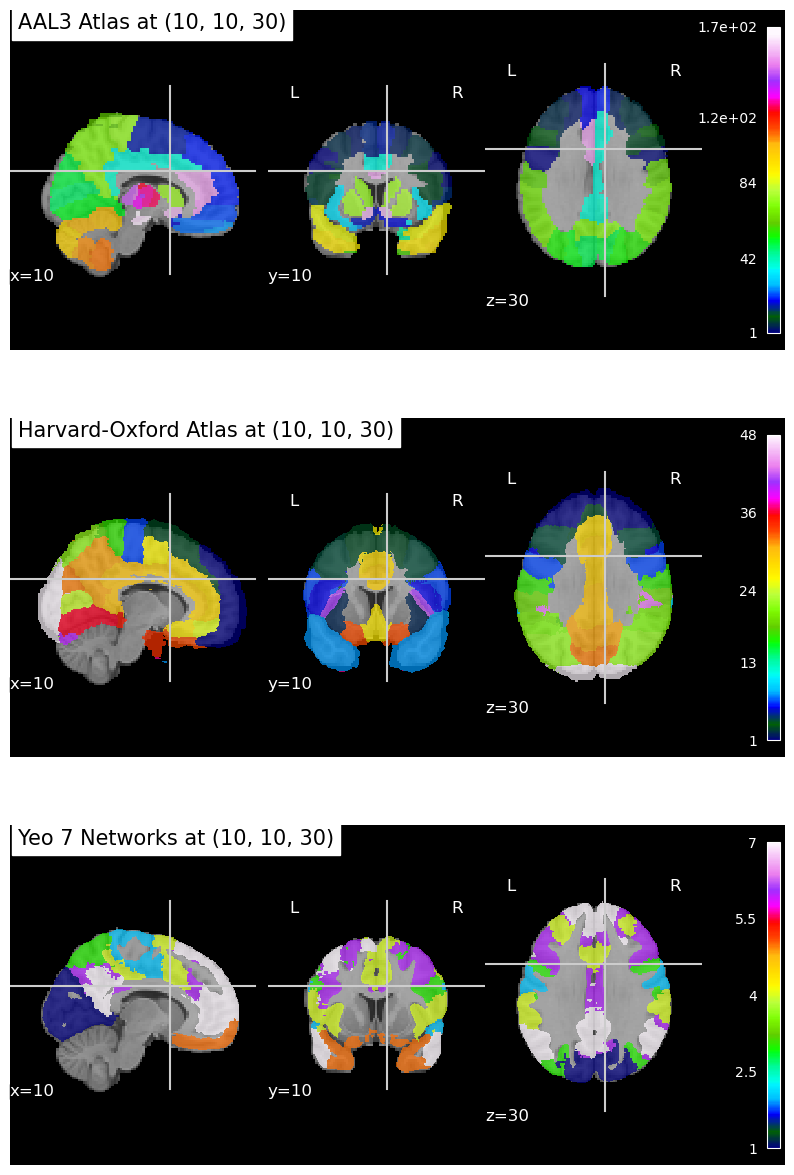 AAL3 Atlas at (10, 10, 30)
1.7e+02
L R L R
1.2e+02
84
42
x=10 y=10
z=30
1
Harvard-Oxford Atlas at (10, 10, 30)
48
L R L R
36
24
13
x=10 y=10
z=30
1
Yeo 7 Networks at (10, 10, 30)
7
L R L R
5.5
4
2.5
x=10 y=10
z=30
1